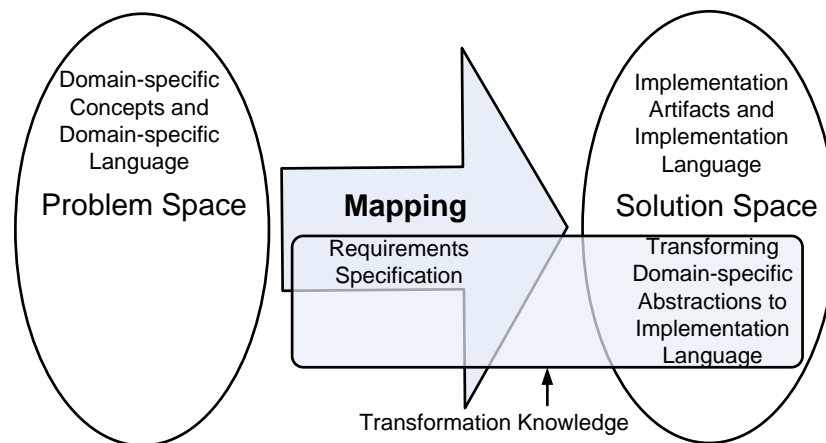 Domain-specific
Concepts and
Domain-specific
Language
Problem Space
Mapping
Requirements
Specification
Implementation
Artifacts and
Implementation
Language
Solution Space
Transforming
Domain-specific
Abstractions to
Implementation
Language
Transformation Knowledge